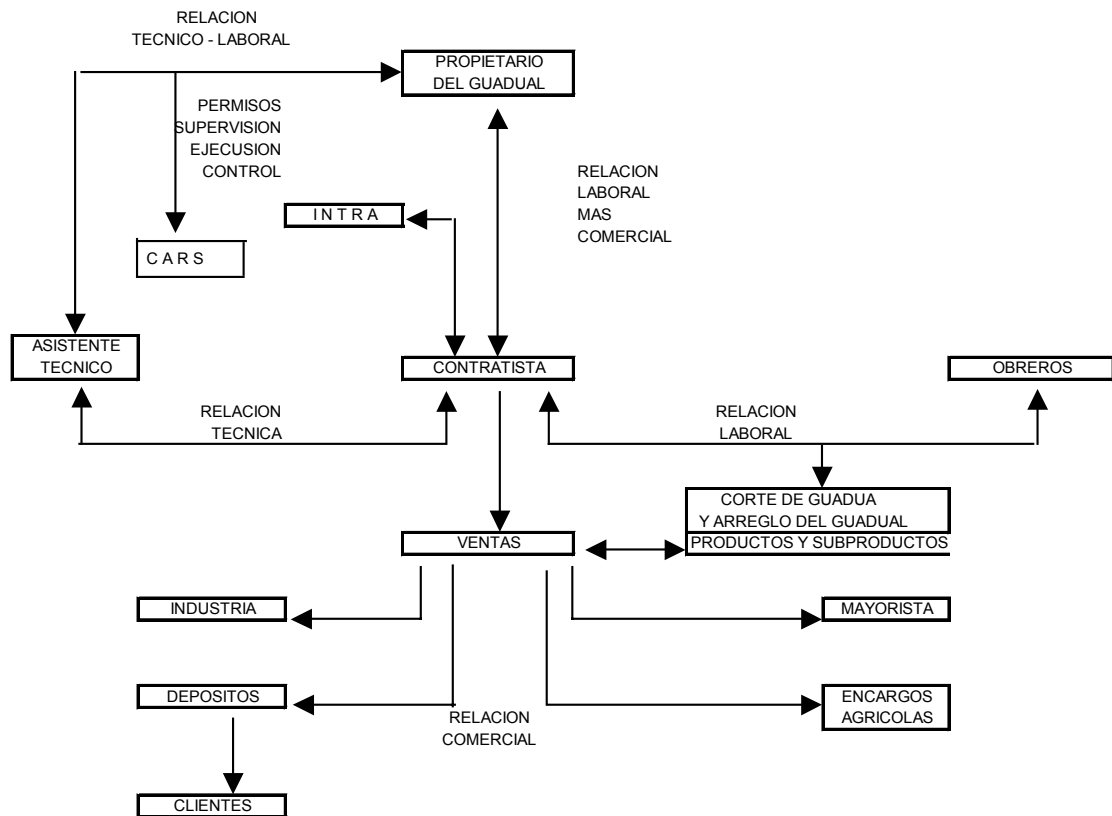 RELACION
TECNICO - LABORAL
PROPIETARIO
DEL GUADUAL
PERMISOS
SUPERVISION
EJECUSION
CONTROL
RELACION
LABORAL
MAS
COMERCIAL
I N T R A
C A R S
ASISTENTE
TECNICO
CONTRATISTA
OBREROS
RELACION
TECNICA
RELACION
LABORAL
CORTE DE GUADUA
Y ARREGLO DEL GUADUAL
PRODUCTOS Y SUBPRODUCTOS
VENTAS
INDUSTRIA
MAYORISTA
DEPOSITOS
ENCARGOS
AGRICOLAS
RELACION
COMERCIAL
CLIENTES